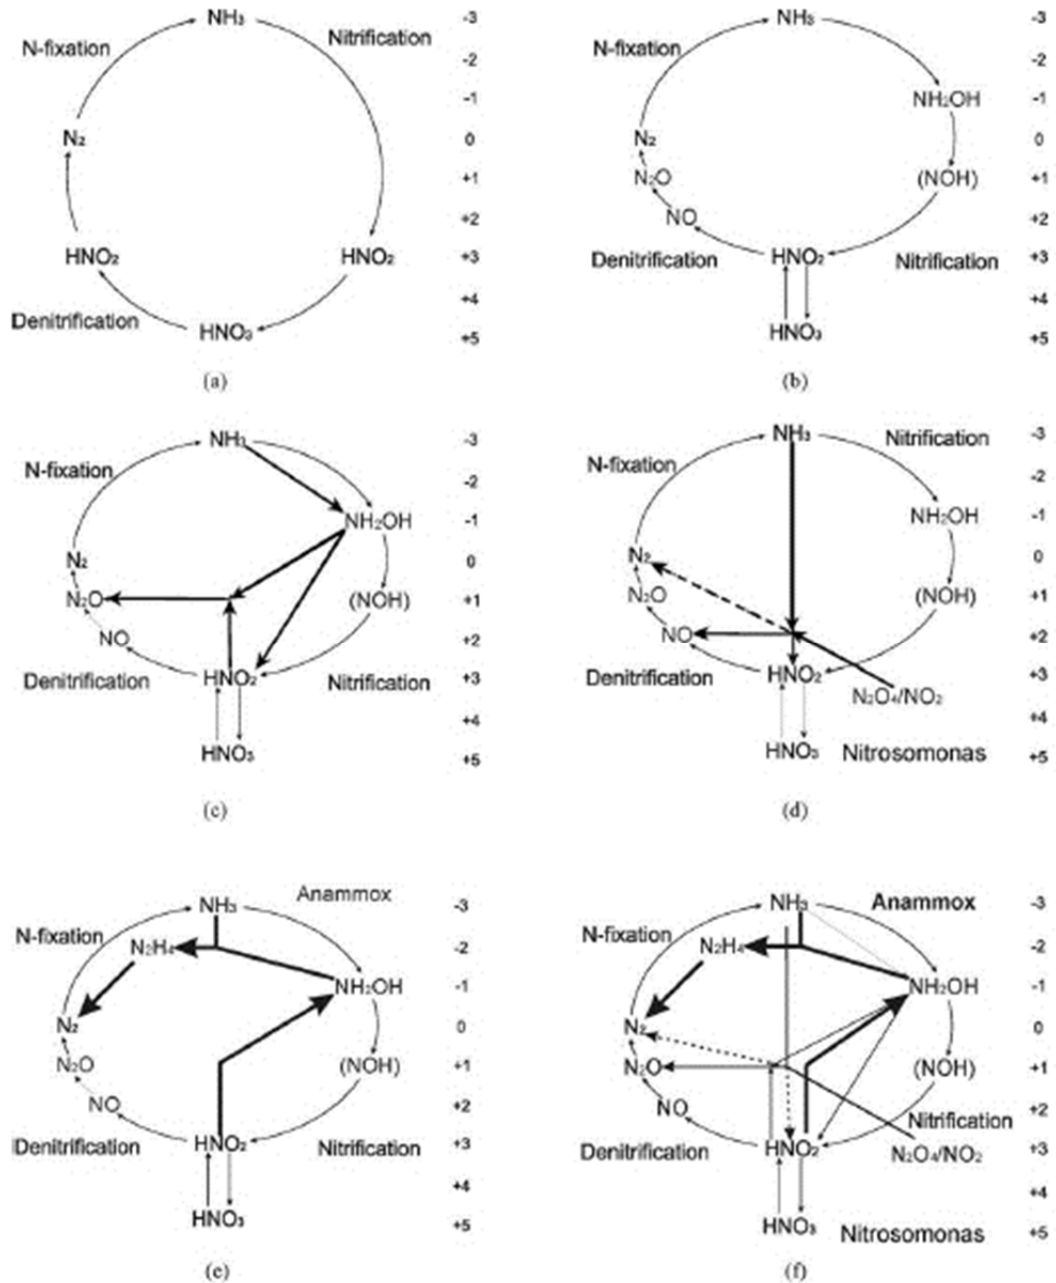 NH₃
-3
N-fixation
Nitrification
-2
-1
N₂
0
+1
+2
HNO₂
HNO₂
+3
+4
Denitrification
HNO₃
+5
(a)
NH₃
-3
N-fixation
-2
NH₂OH
-1
N₂
0
N₂O
(NOH)
+1
NO
+2
Denitrification
HNO₂
Nitrification
+3
+4
HNO₃
+5
(b)
NH₃
-3
N-fixation
-2
NH₂OH
-1
N₂
0
N₂O
(NOH)
+1
NO
+2
Denitrification
HNO₂
Nitrification
+3
+4
HNO₃
+5
(c)
NH₃
-3
Nitrification
N-fixation
-2
NH₂OH
-1
N₂
0
N₂O
(NOH)
+1
NO
+2
Denitrification
HNO₂
+3
N₂O₄/NO₂
+4
HNO₃
Nitrosomonas
+5
(d)
Anammox
NH₃
-3
N-fixation
N₂H₄
-2
NH₂OH
-1
N₂
0
N₂O
(NOH)
+1
NO
+2
Denitrification
HNO₂
Nitrification
+3
+4
HNO₃
+5
(e)
NH₃
Anammox
-3
N-fixation
N₂H₄
-2
NH₂OH
-1
N₂
0
N₂O
(NOH)
+1
NO
+2
Nitrification
Denitrification
HNO₂
N₂O₄/NO₂
+3
+4
HNO₃
Nitrosomonas
+5
(f)